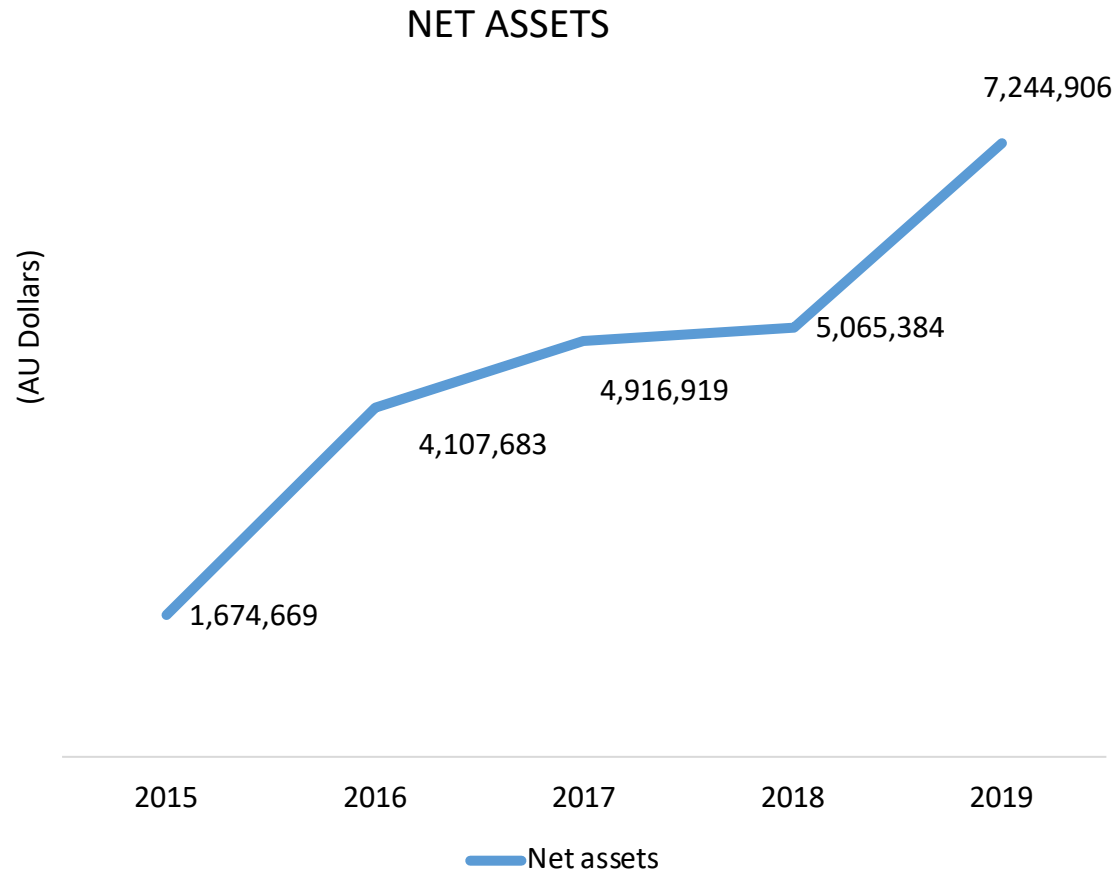 NET ASSETS
7,244,906
(AU Dollars)
5,065,384
4,916,919
4,107,683
1,674,669
2015 2016 2017 2018 2019
Net assets